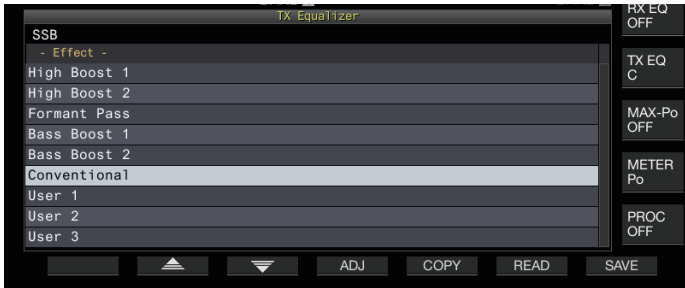 TX Equalizer
SSB
- Effect -
High Boost 1
High Boost 2
Formant Pass
Bass Boost 1
Bass Boost 2
Conventional
User 1
User 2
User 3
RX EQ
OFF
TX EQ
C
MAX-Po
OFF
METER
Po
PROC
OFF
ADJ
COPY
READ
SAVE